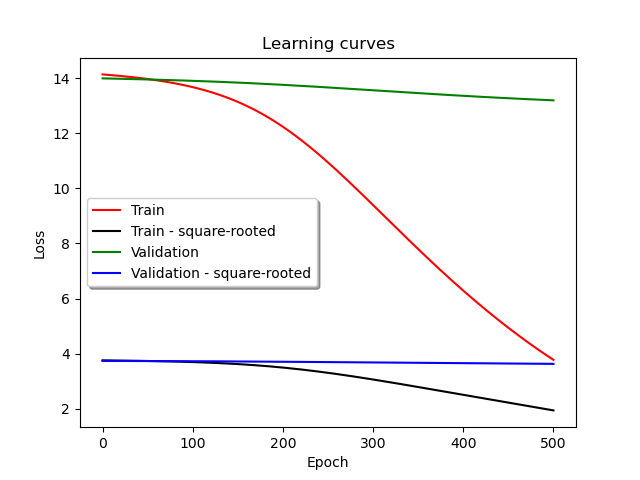 Learning curves
14
12
10
8
6
4
2
Loss
Train
Train - square-rooted
Validation
Validation - square-rooted
0 100 200 300 400 500
Epoch